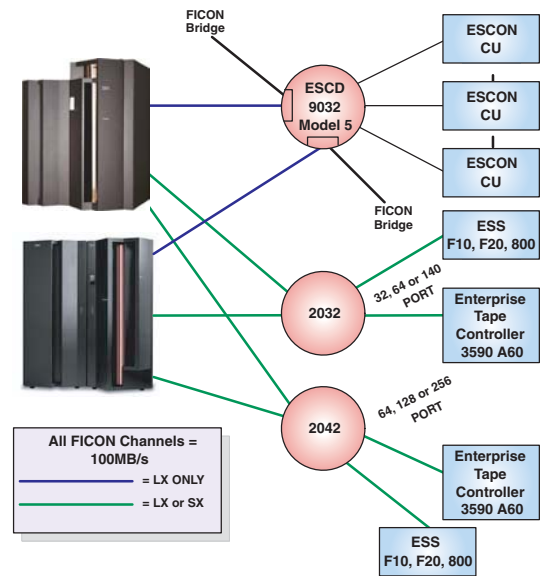 FICON
Bridge
ESCD
9032
Model 5
ESCON
CU
ESCON
CU
ESCON
CU
FICON
Bridge
ESS
F10, F20, 800
32, 64 or 140
PORT
2032
Enterprise
Tape
Controller
3590 A60
64, 128 or 256
PORT
2042
All FICON Channels =
100MB/s
= LX ONLY
= LX or SX
Enterprise
Tape
Controller
3590 A60
ESS
F10, F20, 800